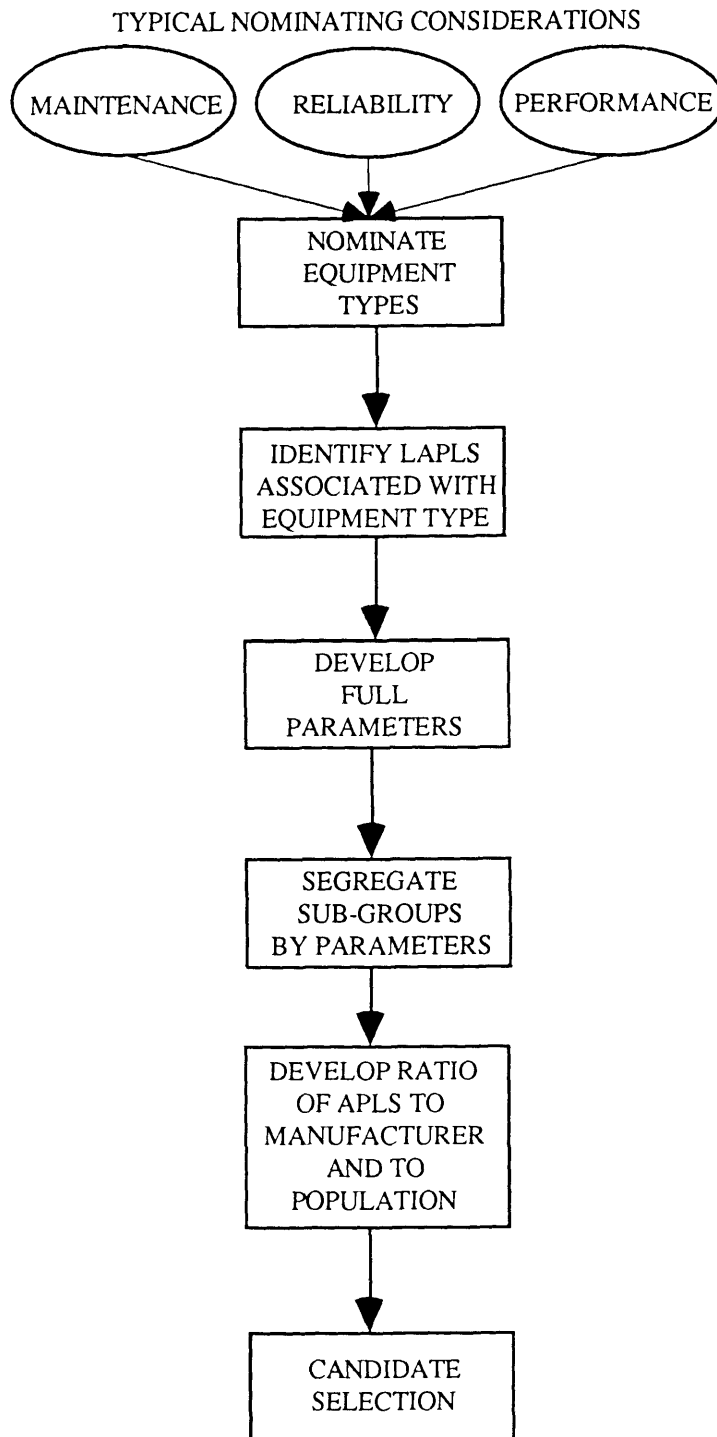 TYPICAL NOMINATING CONSIDERATIONS
MAINTENANCE
RELIABILITY
PERFORMANCE
NOMINATE
EQUIPMENT
TYPES
IDENTIFY LAPLS
ASSOCIATED WITH
EQUIPMENT TYPE
DEVELOP
FULL
PARAMETERS
SEGREGATE
SUB-GROUPS
BY PARAMETERS
DEVELOP RATIO
OF APLS TO
MANUFACTURER
AND TO
POPULATION
CANDIDATE
SELECTION